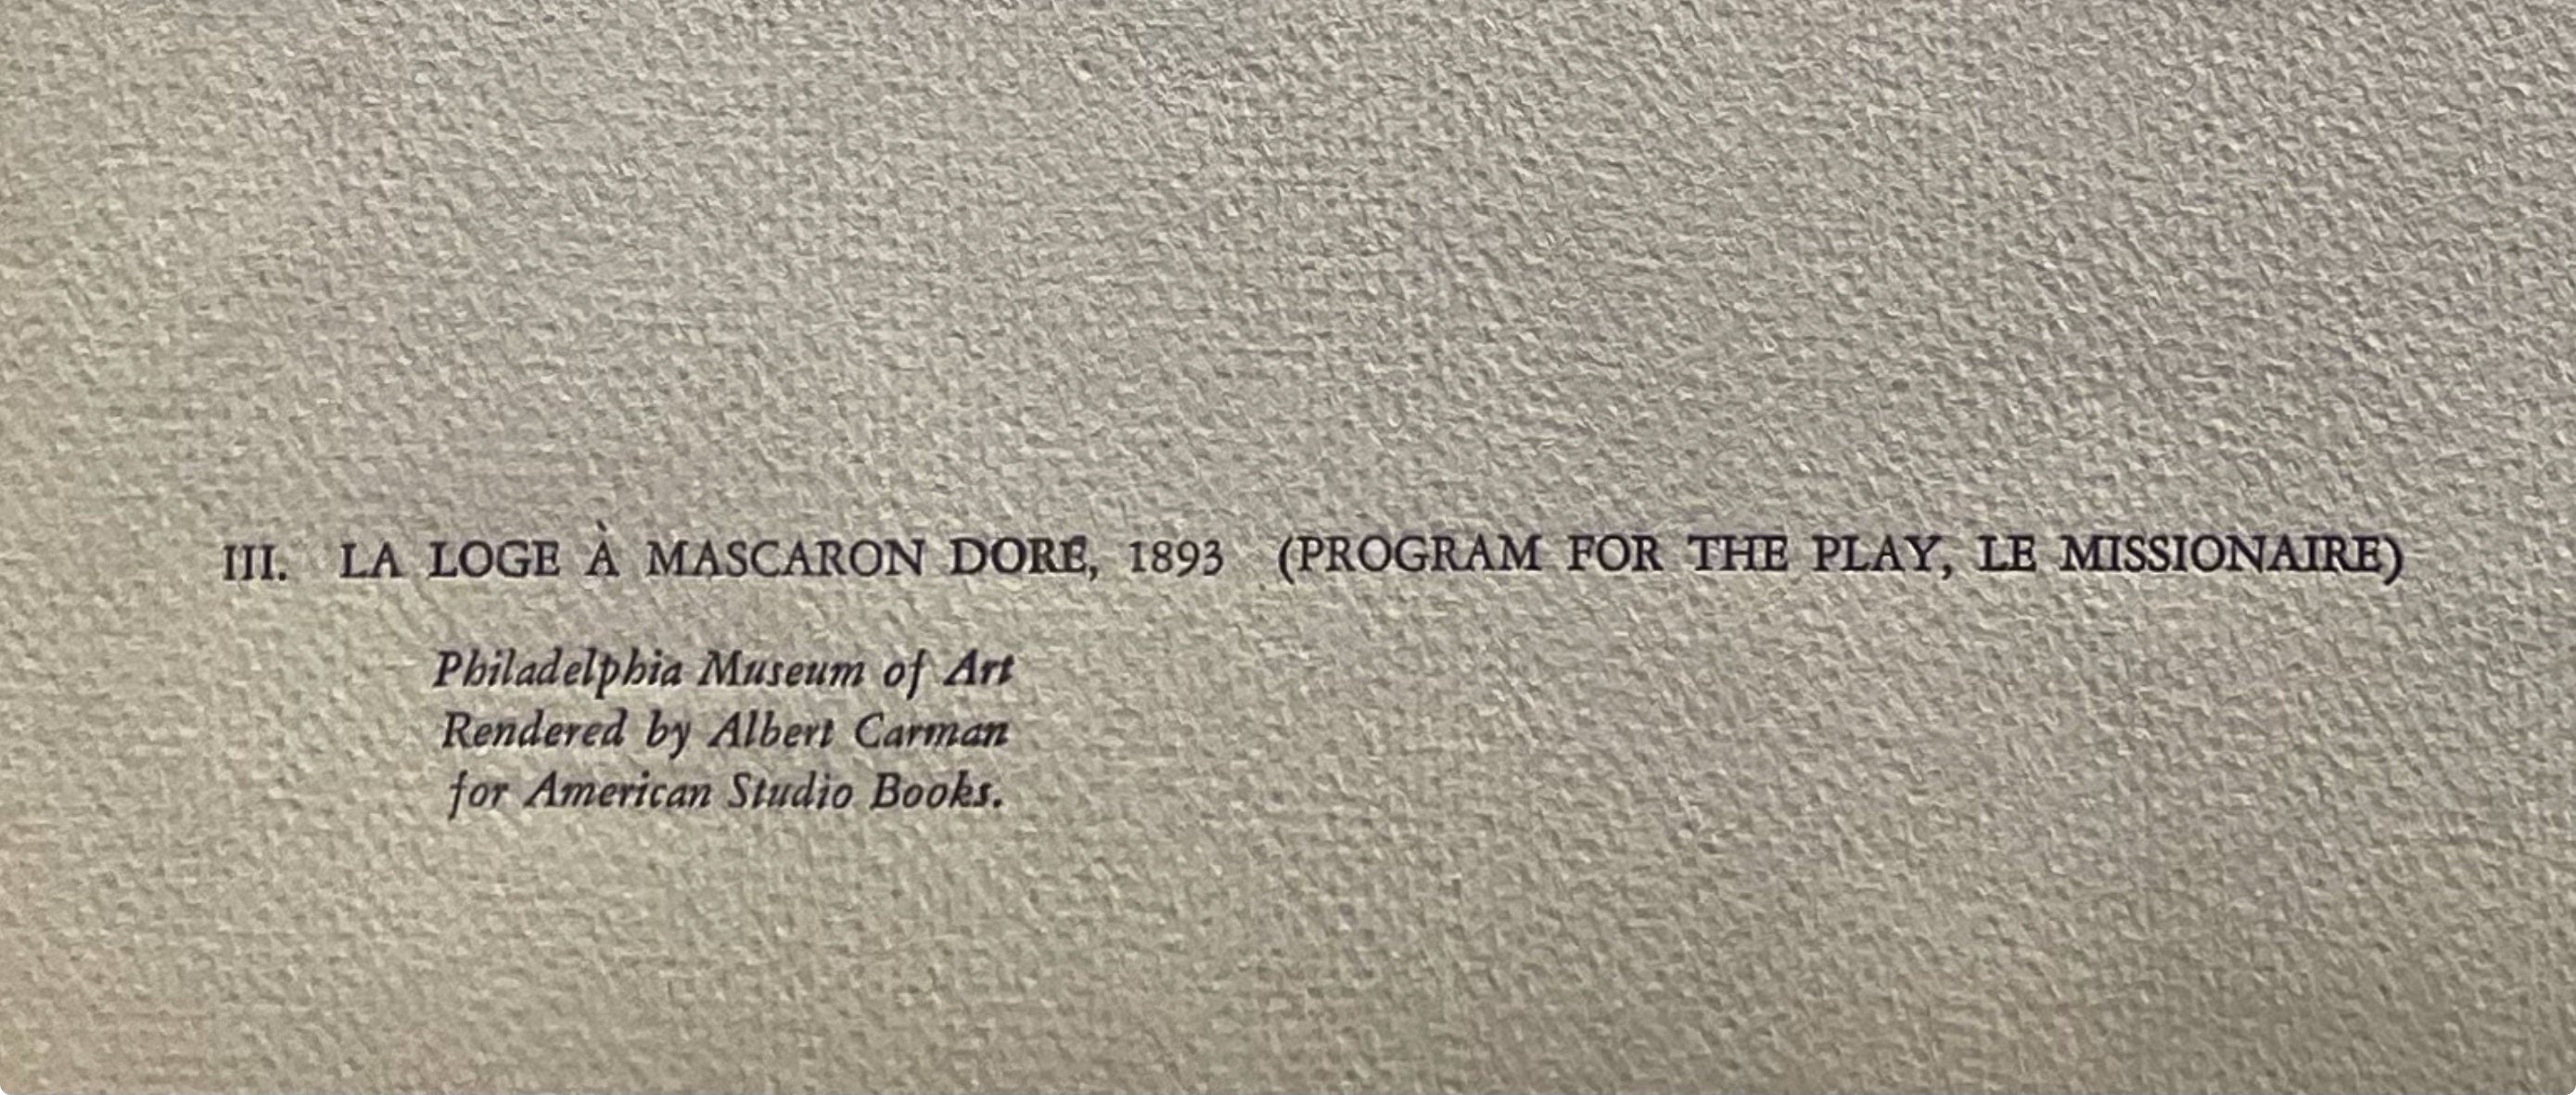 III. LA LOGE À MASCARON DORÉ, 1893 (PROGRAM FOR THE PLAY, LE MISSIONAIRE)
Philadelphia Museum of Art
Rendered by Albert Carman
for American Studio Books.